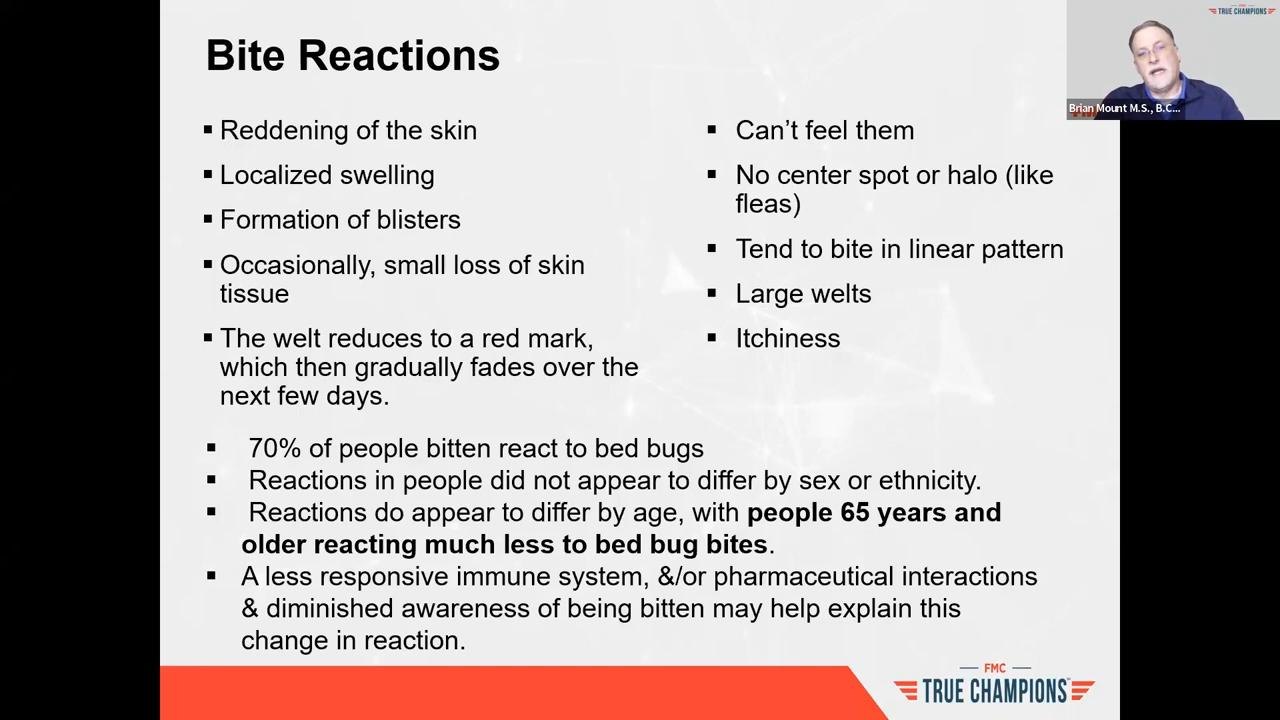 Bite Reactions
▪ Reddening of the skin
▪ Localized swelling
▪ Formation of blisters
▪ Occasionally, small loss of skin
tissue
▪ The welt reduces to a red mark,
which then gradually fades over the
next few days.
▪ Can’t feel them
▪ No center spot or halo (like
fleas)
▪ Tend to bite in linear pattern
▪ Large welts
▪ Itchiness
▪ 70% of people bitten react to bed bugs
▪ Reactions in people did not appear to differ by sex or ethnicity.
▪ Reactions do appear to differ by age, with people 65 years and
older reacting much less to bed bug bites.
▪ A less responsive immune system, &/or pharmaceutical interactions
& diminished awareness of being bitten may help explain this
change in reaction.
FMC
TRUE CHAMPIONS
FMC
TRUE CHAMPIONS
Brian Mount M.S., B.C...